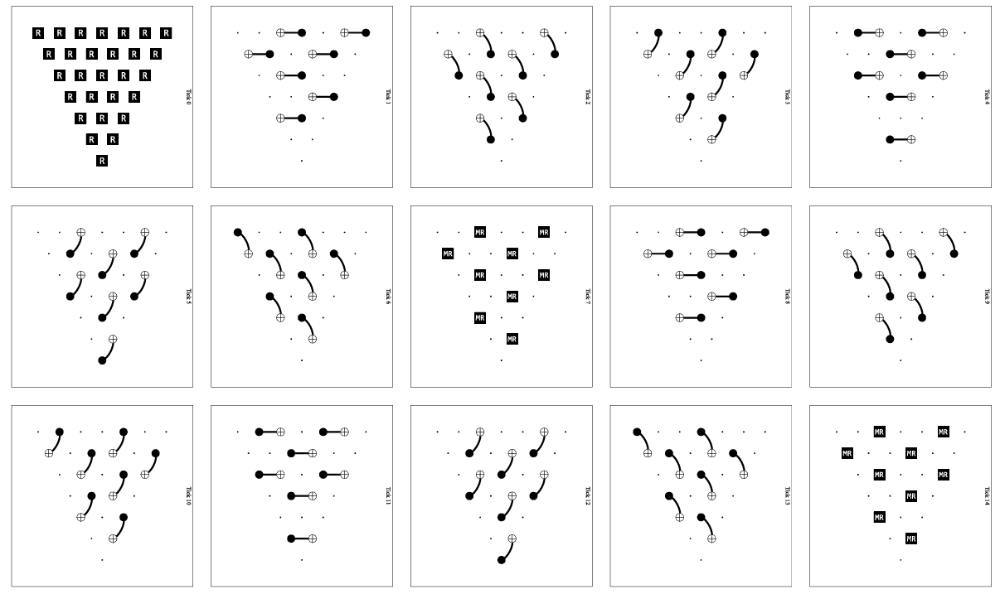 R R R R R R R
R R R R R R
R R R R R
R R R R
R R R
R R
R
Tick 0
Tick 1
Tick 2
Tick 3
Tick 4
Tick 5
Tick 6
MR MR
MR MR
MR MR
MR
MR
MR
Tick 7
Tick 8
Tick 9
Tick 10
Tick 11
Tick 12
Tick 13
MR MR
MR MR
MR MR
MR
MR
MR
Tick 14